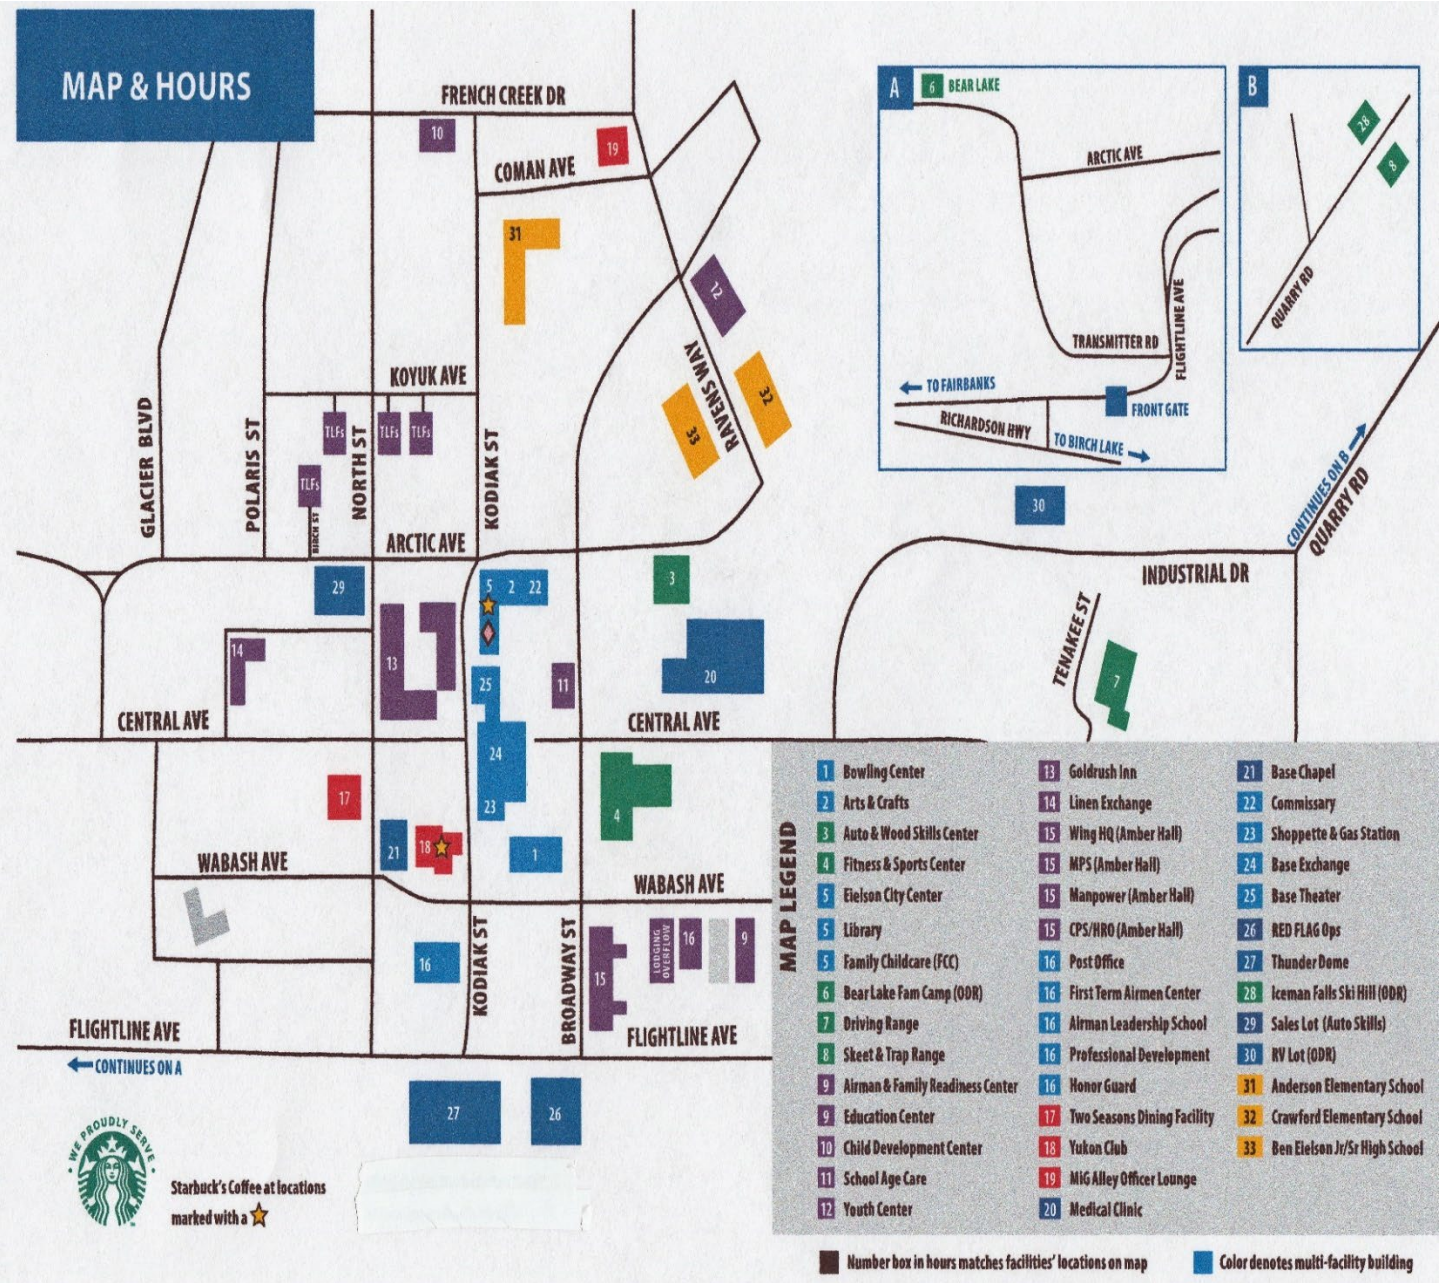 MAP & HOURS
FRENCH CREEK DR
10
19
COMAN AVE
31
12
KOYUK AVE
RAVENS WAY
32
33
TLFs
TLFs
TLFs
TLFs
GLACIER BLVD
POLARIS ST
BIRCH ST
NORTH ST
KODIAK ST
ARCTIC AVE
A
6
BEAR LAKE
ARCTIC AVE
TRANSMITTER RD
FLIGHTLINE AVE
TO FAIRBANKS
FRONT GATE
RICHARDSON HWY
TO BIRCH LAKE
B
28
8
QUARRY RD
CONTINUES ON B
QUARRY RD
30
INDUSTRIAL DR
TENAKEE ST
7
29
5 2 22
3
14
13
25
11
20
CENTRAL AVE
CENTRAL AVE
24
23
17
21
18
1
4
WABASH AVE
WABASH AVE
16
KODIAK ST
BROADWAY ST
15
LODGING
OVERFLOW
16
9
FLIGHTLINE AVE
FLIGHTLINE AVE
CONTINUES ON A
27
26
WE PROUDLY SERVE
Starbuck's Coffee at locations
marked with a
MAP LEGEND
1 Bowling Center
2 Arts & Crafts
3 Auto & Wood Skills Center
4 Fitness & Sports Center
5 Eielson City Center
5 Library
5 Family Childcare (FCC)
6 Bear Lake Fam Camp (ODR)
7 Driving Range
8 Skeet & Trap Range
9 Airman & Family Readiness Center
9 Education Center
10 Child Development Center
11 School Age Care
12 Youth Center
13 Goldrush Inn
14 Linen Exchange
15 Wing HQ (Amber Hall)
15 MPS (Amber Hall)
15 Manpower (Amber Hall)
15 CPS/HRO (Amber Hall)
16 Post Office
16 First Term Airmen Center
16 Airman Leadership School
16 Professional Development
16 Honor Guard
17 Two Seasons Dining Facility
18 Yukon Club
19 MiG Alley Officer Lounge
20 Medical Clinic
21 Base Chapel
22 Commissary
23 Shoppette & Gas Station
24 Base Exchange
25 Base Theater
26 RED FLAG Ops
27 Thunder Dome
28 Iceman Falls Ski Hill (ODR)
29 Sales Lot (Auto Skills)
30 RV Lot (ODR)
31 Anderson Elementary School
32 Crawford Elementary School
33 Ben Eielson Jr/Sr High School
Number box in hours matches facilities' locations on map
Color denotes multi-facility building